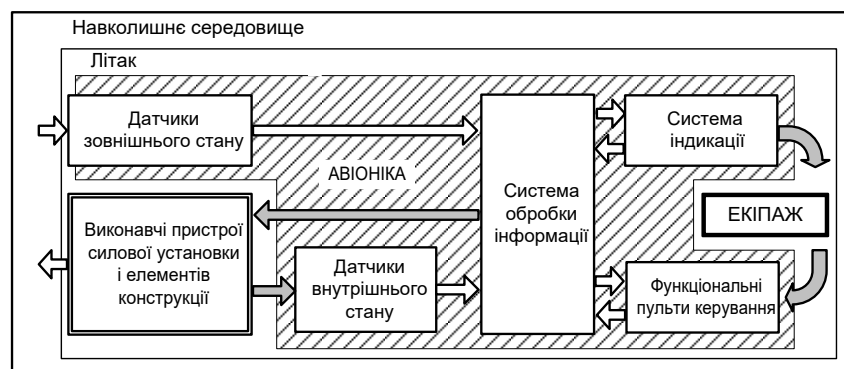 Навколишнє середовище
Літак
Датчики
зовнішнього стану
АВІОНІКА
Система
обробки
інформації
Система
індикації
ЕКІПАЖ
Виконавчі пристрої
силової установки
і елементів
конструкції
Датчики
внутрішнього
стану
Функціональні
пульти керування